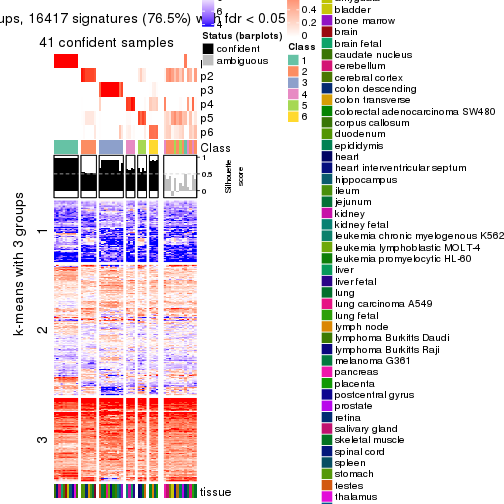 ups, 16417 signatures (76.5%) with fdr < 0.05
41 confident samples
p2
p3
p4
p5
p6
Class
1
0.5
0
Silhouette
score
k-means with 3 groups
1
2
3
tissue
6
4
Status (barplots)
confident
ambiguous
0.4
0.2
0
Class
1
2
3
4
5
6
bladder
bone marrow
brain
brain fetal
caudate nucleus
cerebellum
cerebral cortex
colon descending
colon transverse
colorectal adenocarcinoma SW480
corpus callosum
duodenum
epididymis
heart
heart interventricular septum
hippocampus
ileum
jejunum
kidney
kidney fetal
leukemia chronic myelogenous K562
leukemia lymphoblastic MOLT-4
leukemia promyelocytic HL-60
liver
liver fetal
lung
lung carcinoma A549
lung fetal
lymph node
lymphoma Burkitts Daudi
lymphoma Burkitts Raji
melanoma G361
pancreas
placenta
postcentral gyrus
prostate
retina
salivary gland
skeletal muscle
spinal cord
spleen
stomach
testes
thalamus